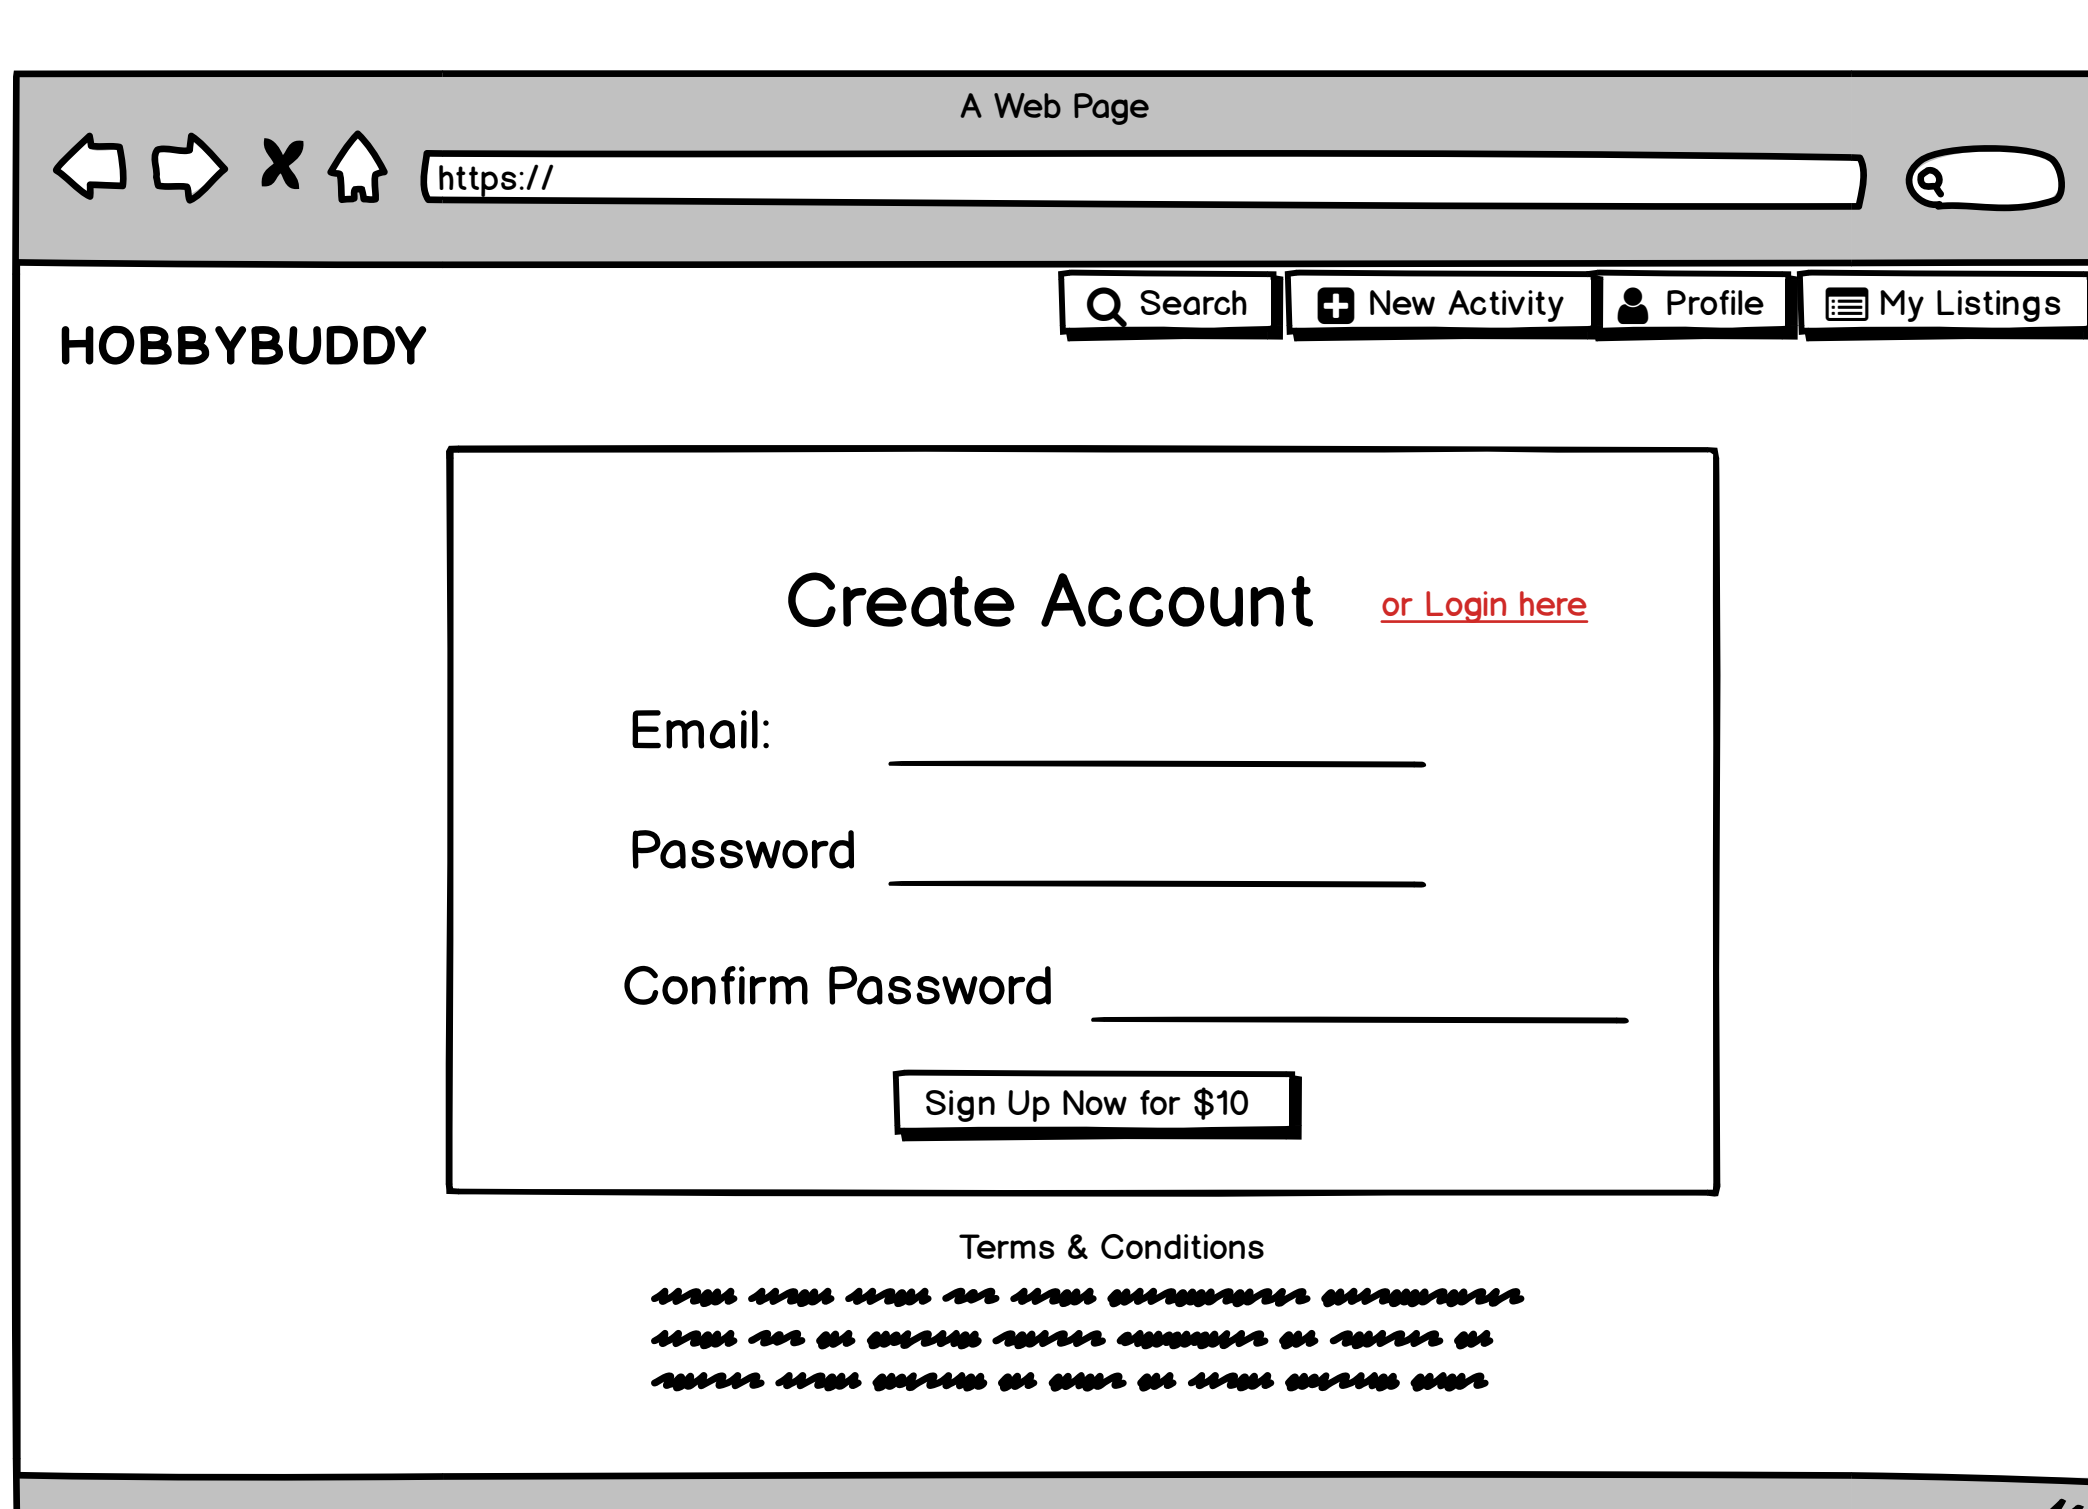 A Web Page
https://
Search
New Activity
Profile
My Listings
HOBBYBUDDY
Create Account
or Login here
Email:
Password
Confirm Password
Sign Up Now for $10
Terms & Conditions